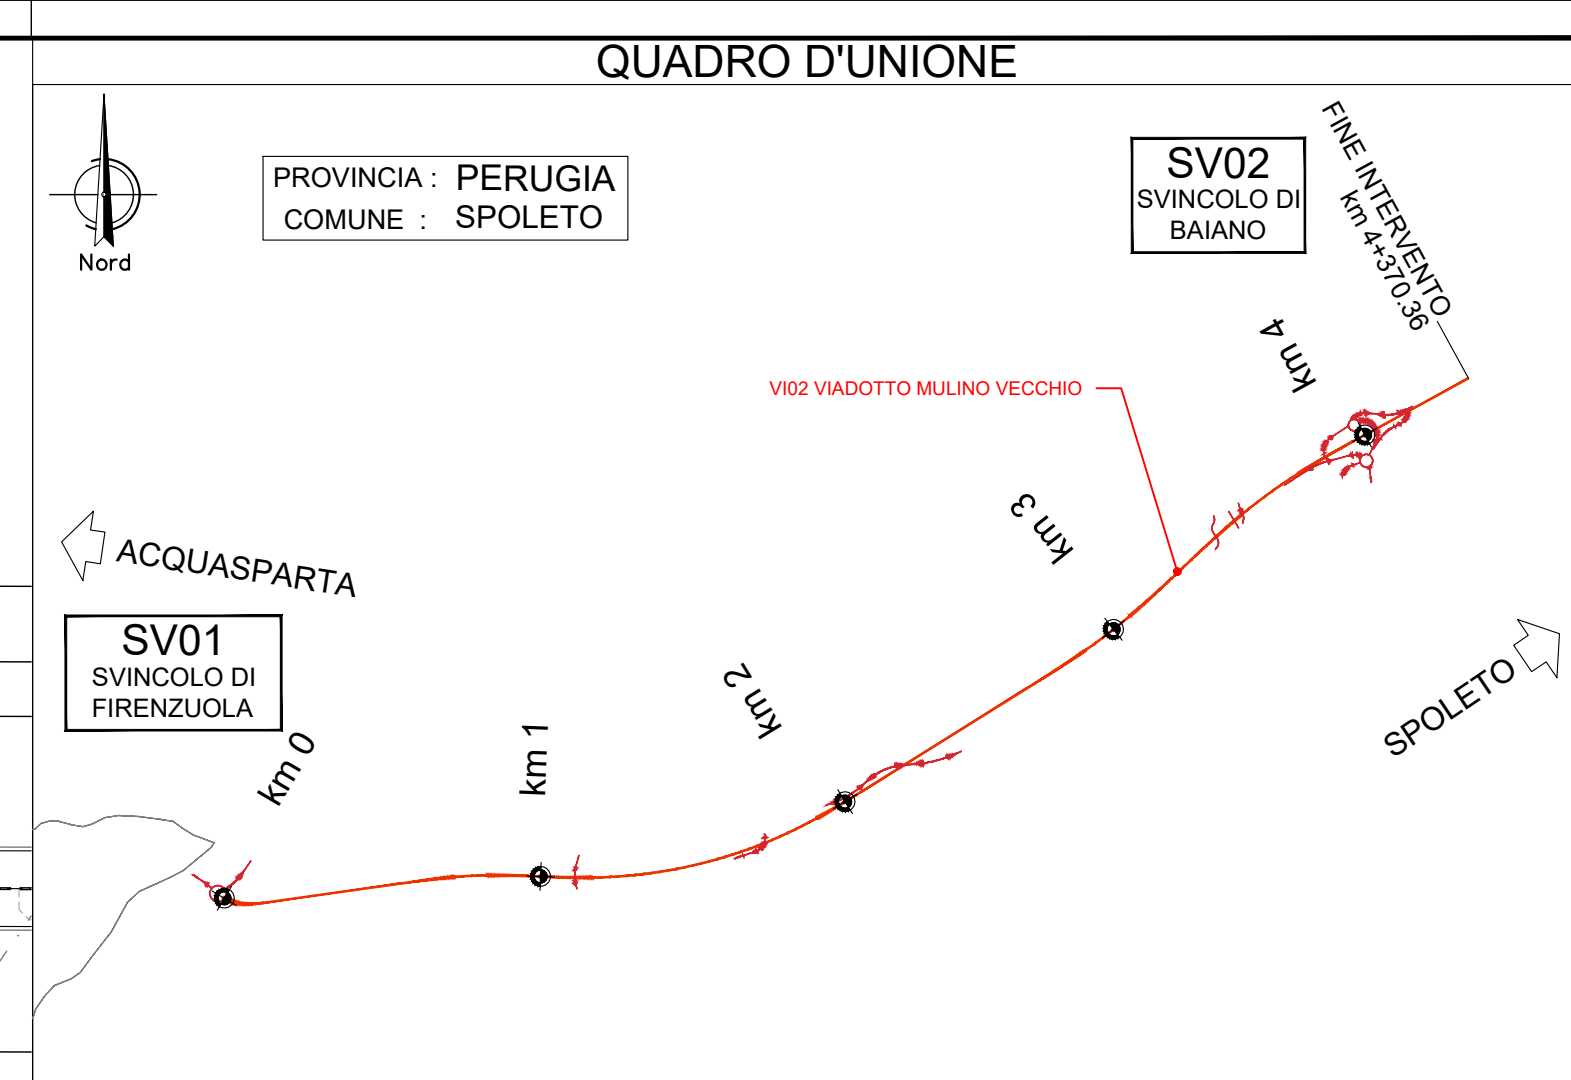 QUADRO D'UNIONE
Nord
PROVINCIA : PERUGIA
COMUNE : SPOLETO
SV02
SVINCOLO DI
BAIANO
FINE INTERVENTO
km 4+370.36
km 4
VI02 VIADOTTO MULINO VECCHIO
km 3
ACQUASPARTA
SV01
SVINCOLO DI
FIRENZUOLA
km 0
km 1
km 2
SPOLETO